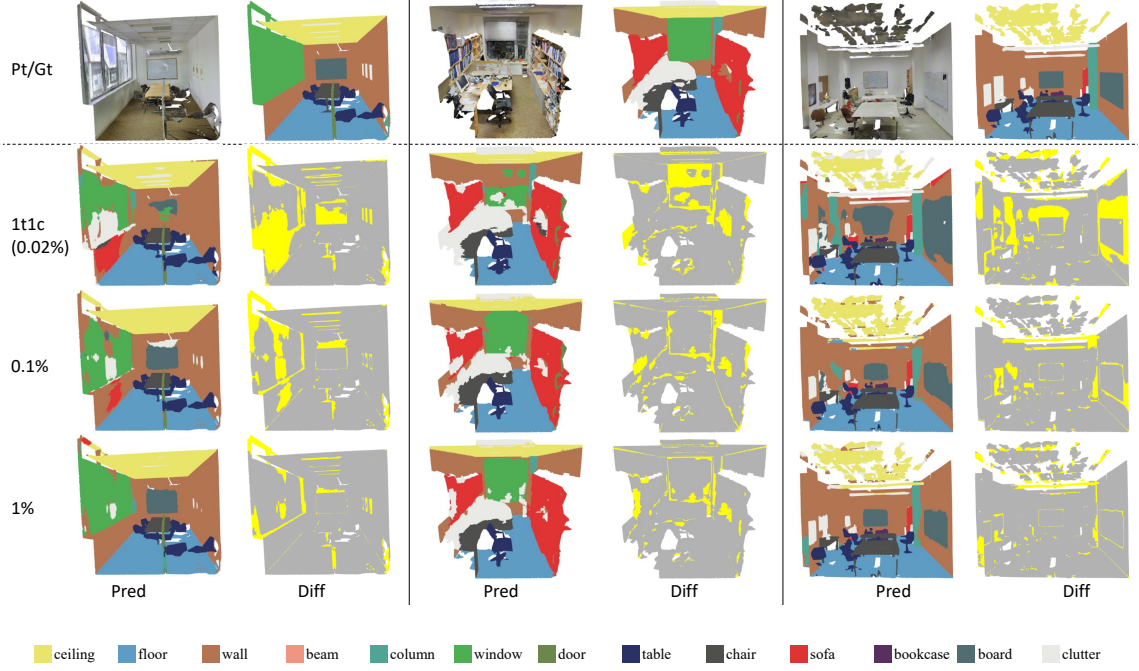 Pt/Gt
1t1c
(0.02%)
0.1%
1%
Pred Diff Pred Diff Pred Diff
ceiling floor wall beam column window door table chair sofa bookcase board clutter